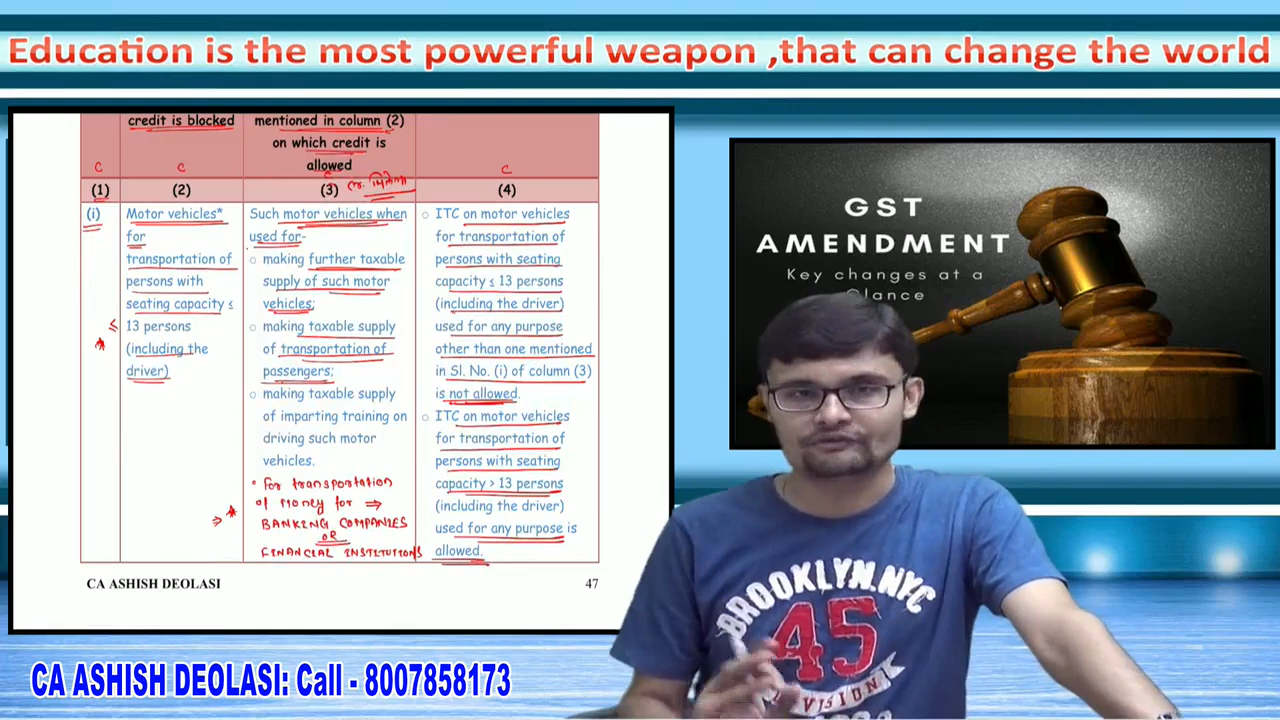 Education is the most powerful weapon ,that can change the world
credit is blocked
mentioned in column (2)
on which credit is
allowed
C
C
C
(1)
(2)
(3)
(4)
(i)
Motor vehicles*
for
transportation of
persons with
seating capacity ≤
≤ 13 persons
(including the
driver)
Such motor vehicles when
used for-
○ making further taxable
supply of such motor
vehicles;
○ making taxable supply
of transportation of
passengers;
○ making taxable supply
of imparting training on
driving such motor
vehicles.
• For transportation
of money for ⇒
BANKING COMPANIES
OR
FINANCIAL INSTITUTIONS
○ ITC on motor vehicles
for transportation of
persons with seating
capacity ≤ 13 persons
(including the driver)
used for any purpose
other than one mentioned
in Sl. No. (i) of column (3)
is not allowed.
○ ITC on motor vehicles
for transportation of
persons with seating
capacity > 13 persons
(including the driver)
used for any purpose is
allowed.
CA ASHISH DEOLASI
47
GST
AMENDMENT
Key changes at a
Glance
BROOKLYN.NYC
45
DIVISION
CA ASHISH DEOLASI: Call - 8007858173